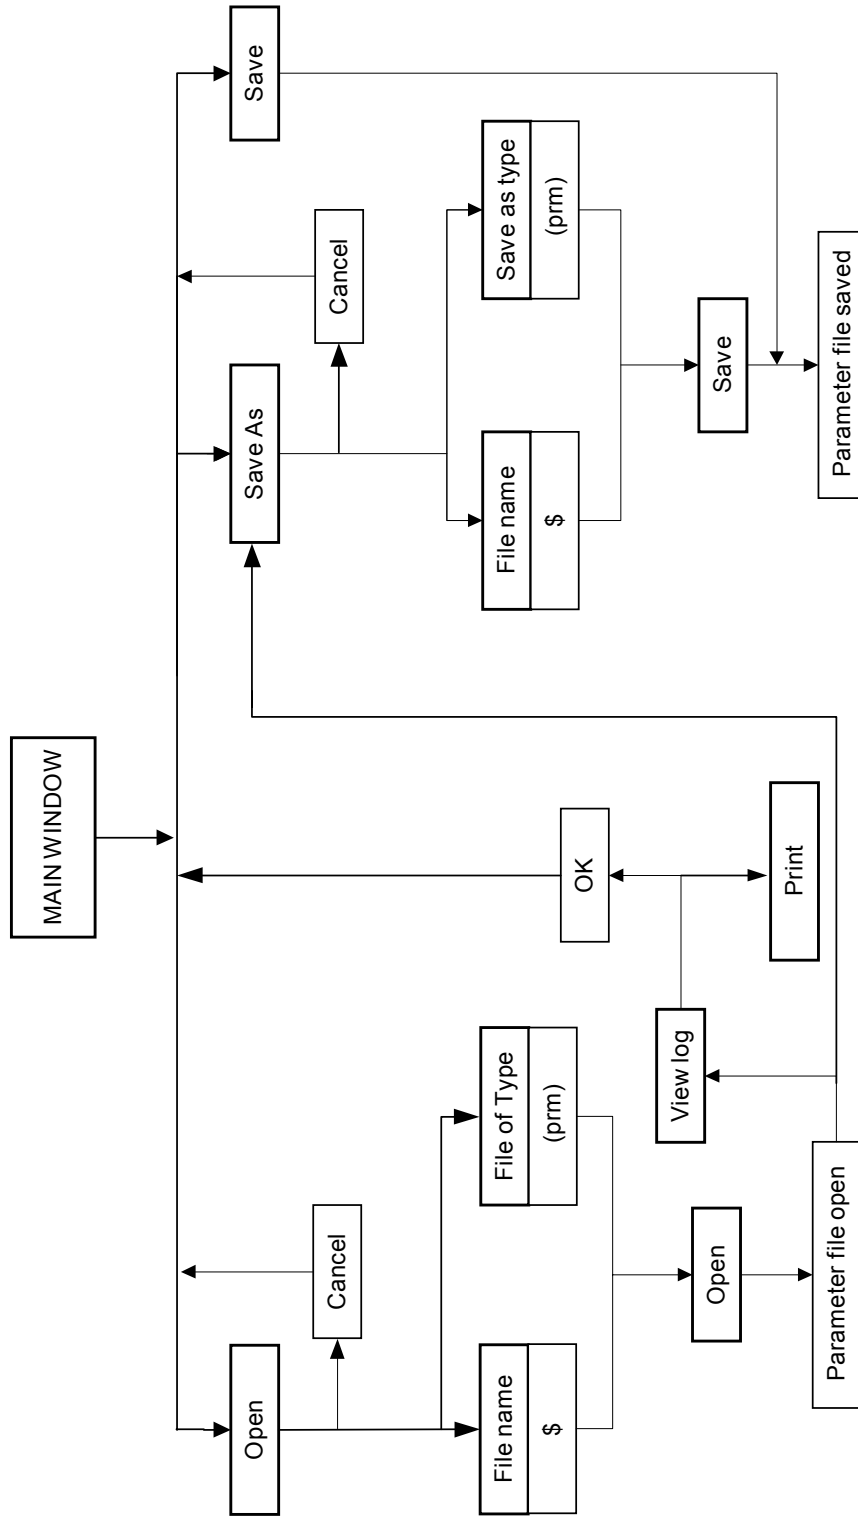 MAIN WINDOW
Open
Save As
Save
Cancel
Cancel
File name
$
File of Type
(prm)
OK
File name
$
Save as type
(prm)
View log
Open
Print
Save
Parameter file open
Parameter file saved